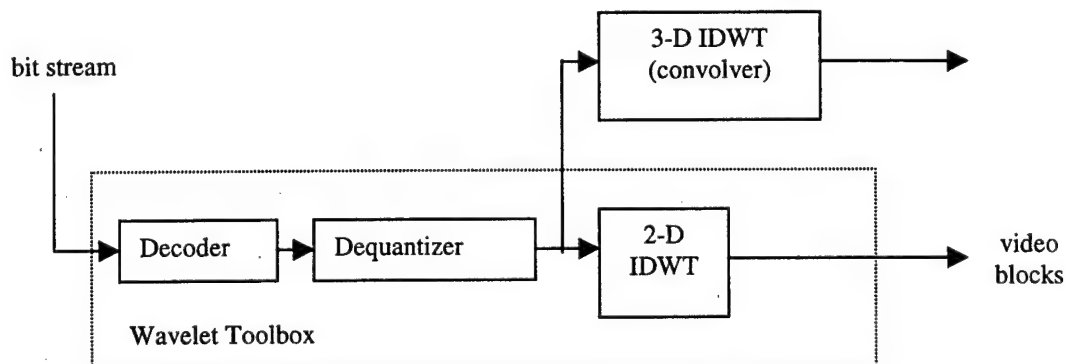 3-D IDWT
(convolver)
bit stream
Decoder
Dequantizer
2-D
IDWT
video
blocks
Wavelet Toolbox